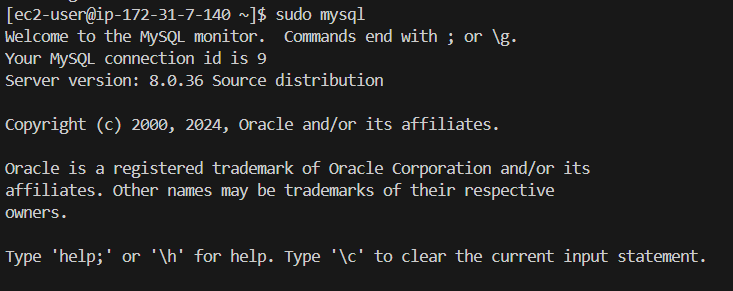 [ec2-user@ip-172-31-7-140 ~]$ sudo mysql
Welcome to the MySQL monitor.  Commands end with ; or \g.
Your MySQL connection id is 9
Server version: 8.0.36 Source distribution

Copyright (c) 2000, 2024, Oracle and/or its affiliates.

Oracle is a registered trademark of Oracle Corporation and/or its
affiliates. Other names may be trademarks of their respective
owners.

Type 'help;' or '\h' for help. Type '\c' to clear the current input statement.